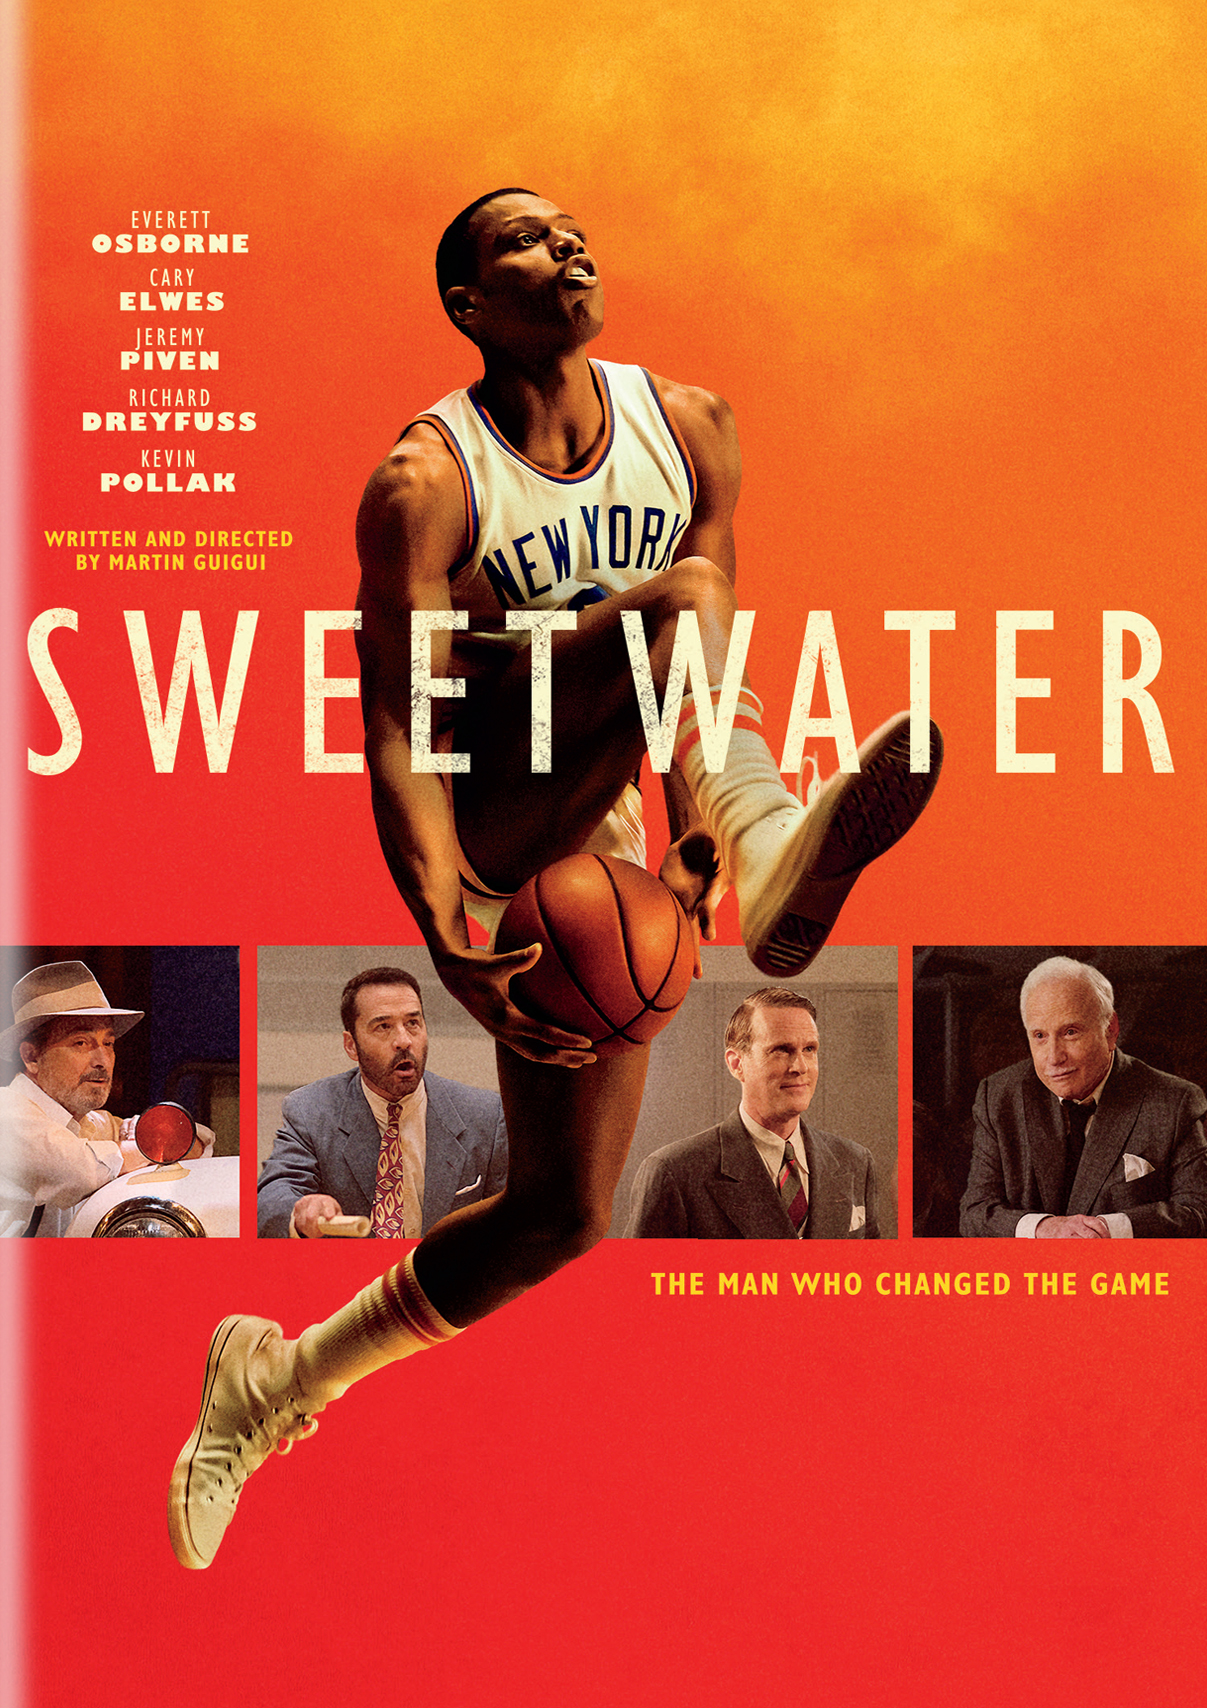 EVERETT
OSBORNE
CARY
ELWES
JEREMY
PIVEN
RICHARD
DREYFUSS
KEVIN
POLLAK
WRITTEN AND DIRECTED
BY MARTIN GUIGUI
NEW YORK
SWEETWATER
THE MAN WHO CHANGED THE GAME